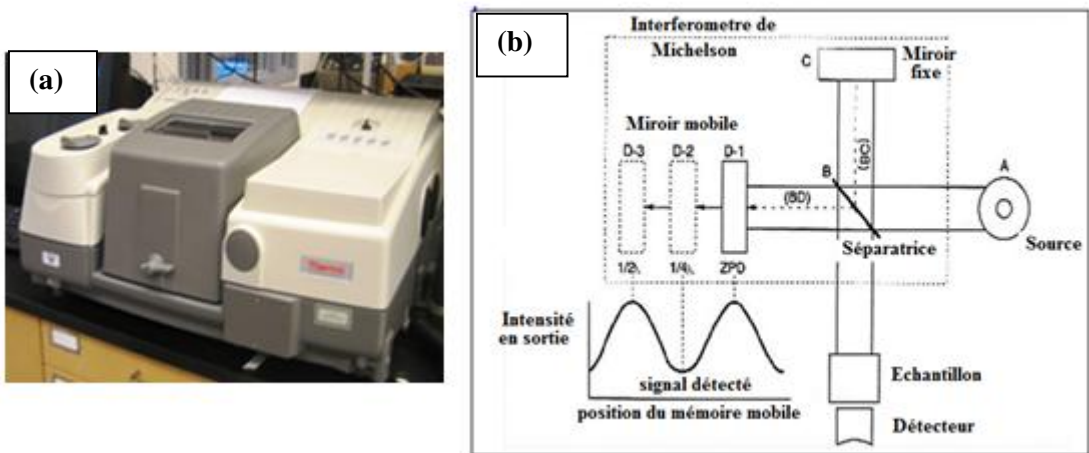 (a)
Thermo
(b)
Interferometre de
Michelson
C
Miroir
fixe
Miroir mobile
D-3
D-2
D-1
B
(BC)
(BD)
A
Séparatrice
Source
1/2λ
1/4λ
ZPD
Intensité
en sortie
signal détecté
position du mémoire mobile
Echantillon
Détecteur